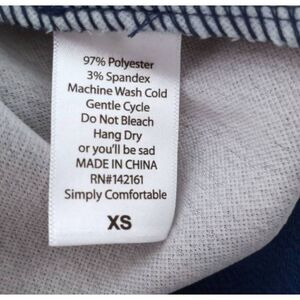 97% Polyester
3% Spandex
Machine Wash Cold
Gentle Cycle
Do Not Bleach
Hang Dry
or you'll be sad
MADE IN CHINA
RN#142161
Simply Comfortable
XS